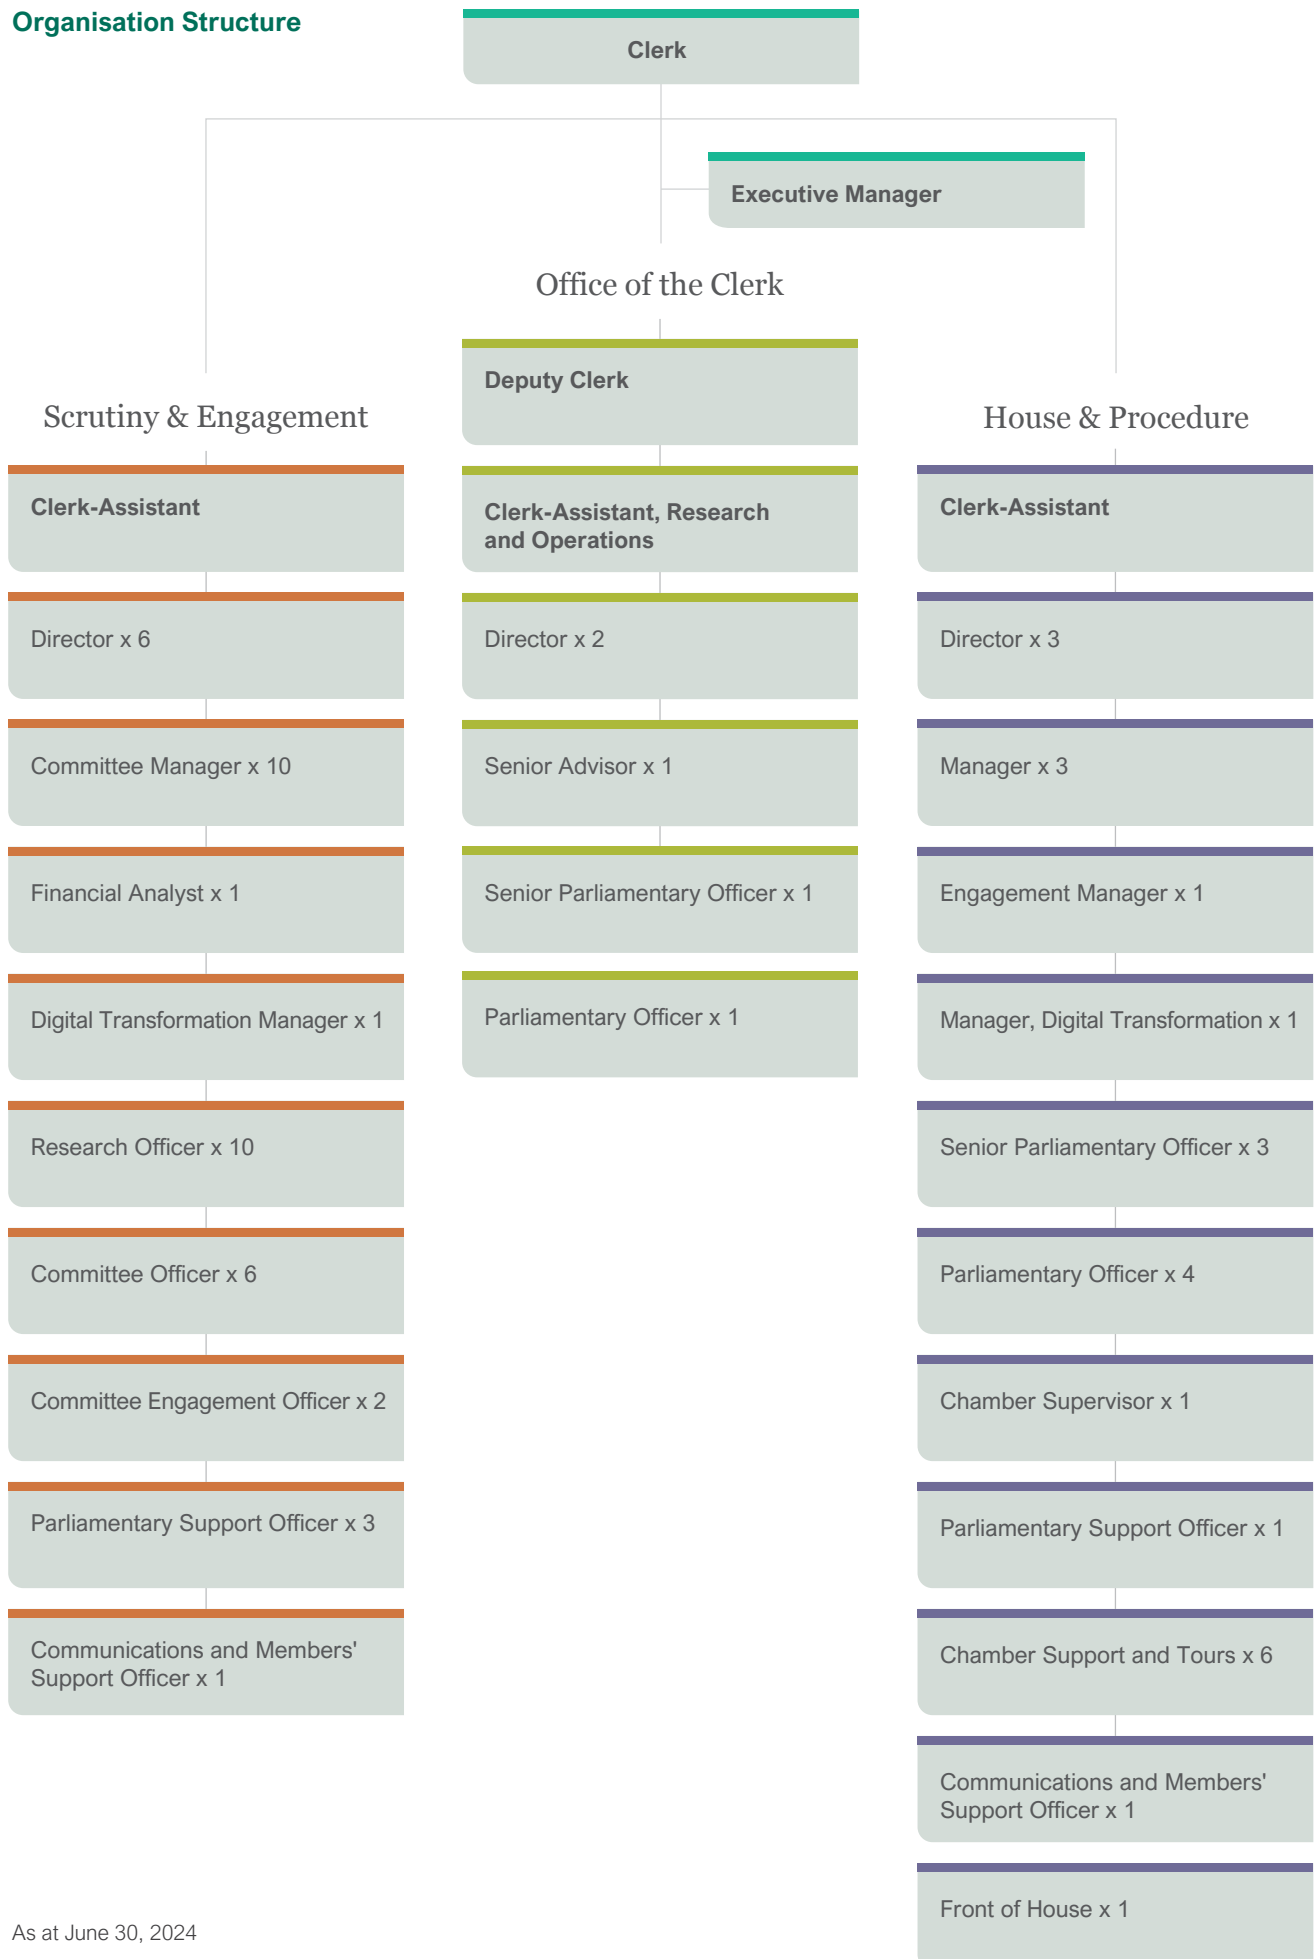 Organisation Structure
Clerk
Executive Manager
Office of the Clerk
Deputy Clerk
Clerk-Assistant, Research
and Operations
Director x 2
Senior Advisor x 1
Senior Parliamentary Officer x 1
Parliamentary Officer x 1
Scrutiny & Engagement
Clerk-Assistant
Director x 6
Committee Manager x 10
Financial Analyst x 1
Digital Transformation Manager x 1
Research Officer x 10
Committee Officer x 6
Committee Engagement Officer x 2
Parliamentary Support Officer x 3
Communications and Members'
Support Officer x 1
House & Procedure
Clerk-Assistant
Director x 3
Manager x 3
Engagement Manager x 1
Manager, Digital Transformation x 1
Senior Parliamentary Officer x 3
Parliamentary Officer x 4
Chamber Supervisor x 1
Parliamentary Support Officer x 1
Chamber Support and Tours x 6
Communications and Members'
Support Officer x 1
Front of House x 1
As at June 30, 2024